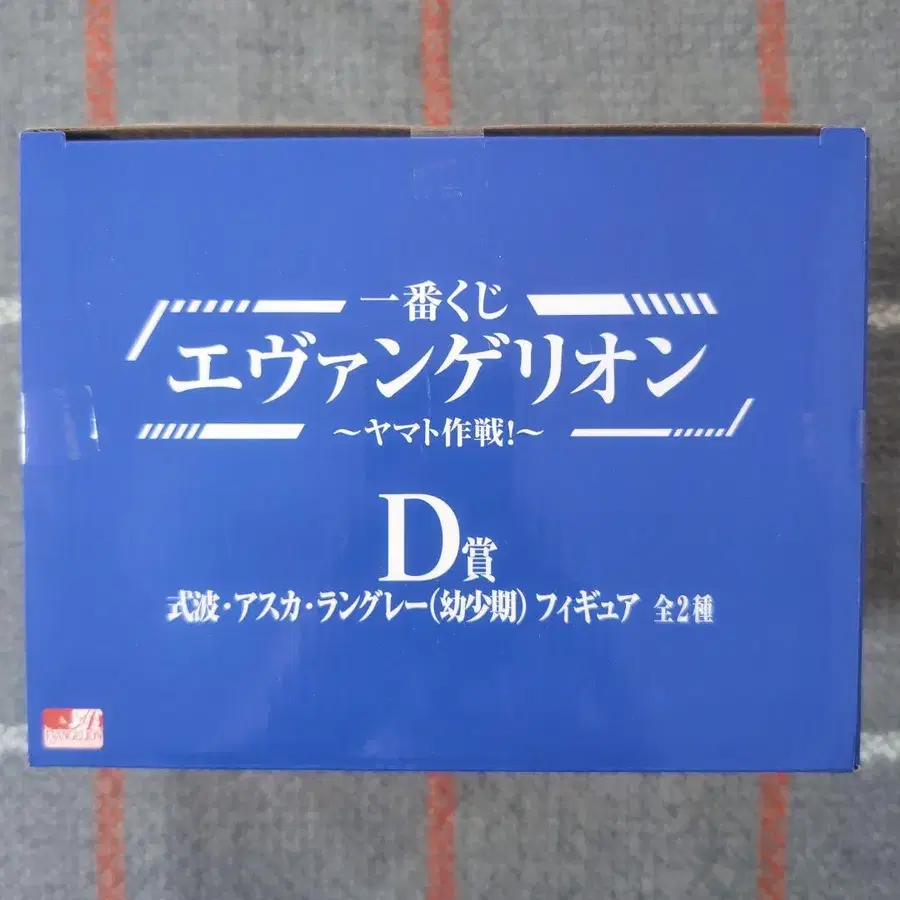 一番くじ
エヴァンゲリオン
～ヤマト作戦!～
D賞
式波・アスカ・ラングレー(幼少期) フィギュア 全2種
EVANGELION